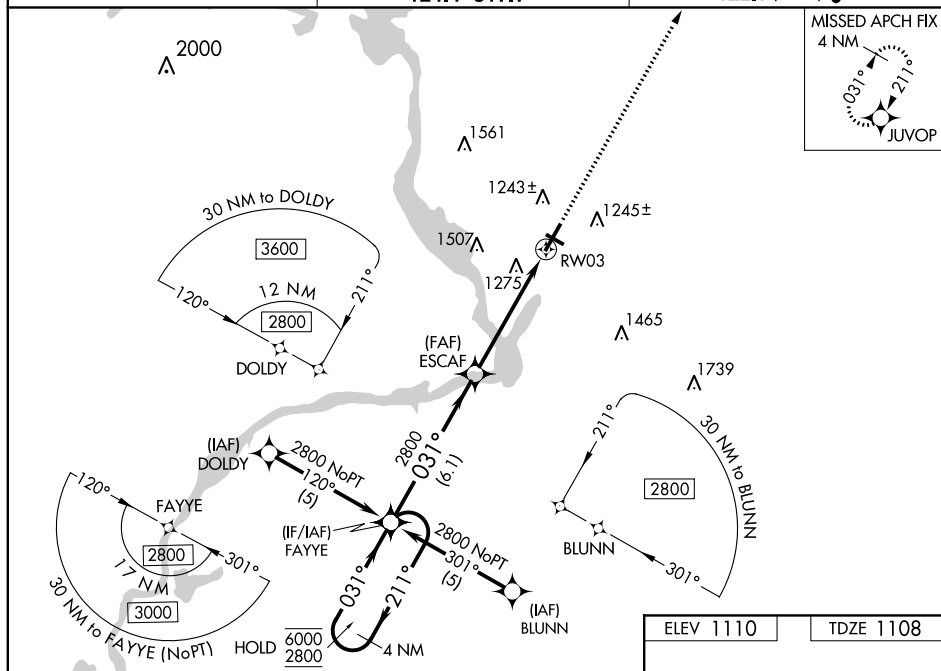 MISSED APCH FIX
4 NM
031°
211°
JUVOP
2000
1561
1243±
1245±
1507
RW03
1275
30 NM to DOLDY
3600
120°
211°
12 NM
2800
DOLDY
1465
(FAF)
ESCAF
1739
2800
031°
(6.1)
(IAF)
DOLDY
2800 NoPT
120°
(5)
211°
30 NM to BLUNN
2800
BLUNN
301°
120°
FAYYE
2800
301°
17 NM
3000
30 NM to FAYYE (NoPT)
(IF/IAF)
FAYYE
2800 NoPT
301°
(5)
(IAF)
BLUNN
031°
211°
HOLD
6000
2800
4 NM
ELEV 1110
TDZE 1108